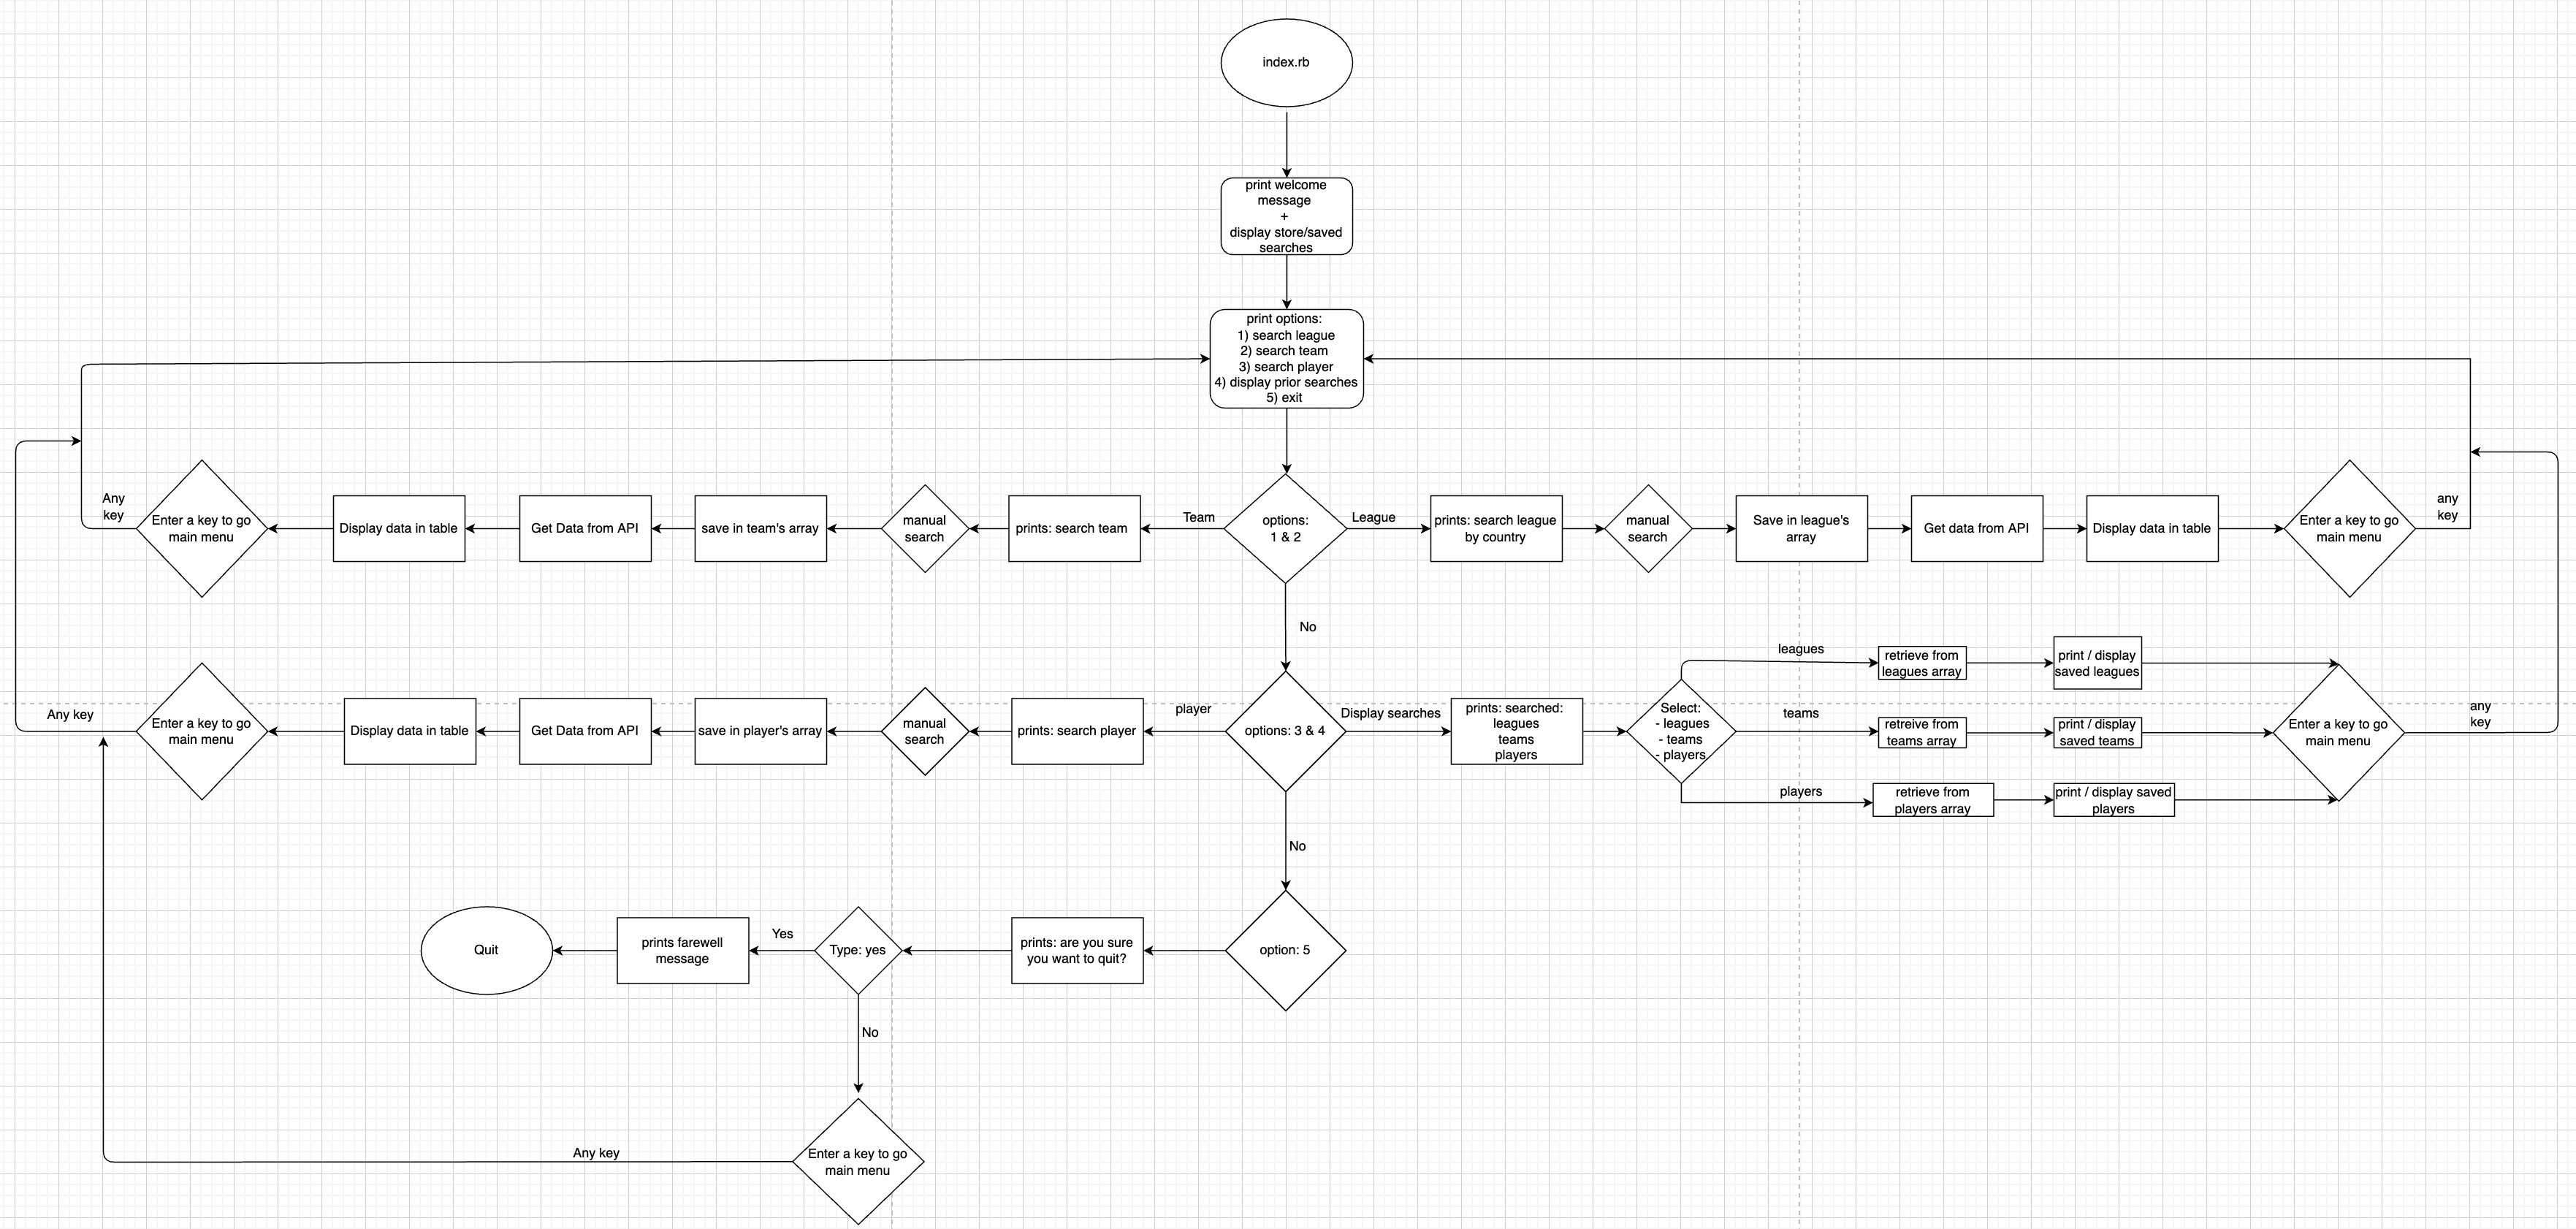 index.rb
print welcome
message
+
display store/saved
searches
print options:
1) search league
2) search team
3) search player
4) display prior searches
5) exit
Any
key
Enter a key to go
main menu
Display data in table
Get Data from API
save in team's array
manual
search
prints: search team
Team
options:
1 & 2
League
prints: search league
by country
manual
search
Save in league's
array
Get data from API
Display data in table
Enter a key to go
main menu
any
key
No
Any key
Enter a key to go
main menu
Display data in table
Get Data from API
save in player's array
manual
search
prints: search player
player
options: 3 & 4
Display searches
prints: searched:
leagues
teams
players
Select:
- leagues
- teams
- players
leagues
retrieve from
leagues array
print / display
saved leagues
teams
retreive from
teams array
print / display
saved teams
players
retrieve from
players array
print / display saved
players
Enter a key to go
main menu
any
key
No
Quit
prints farewell
message
Yes
Type: yes
prints: are you sure
you want to quit?
option: 5
No
Any key
Enter a key to go
main menu